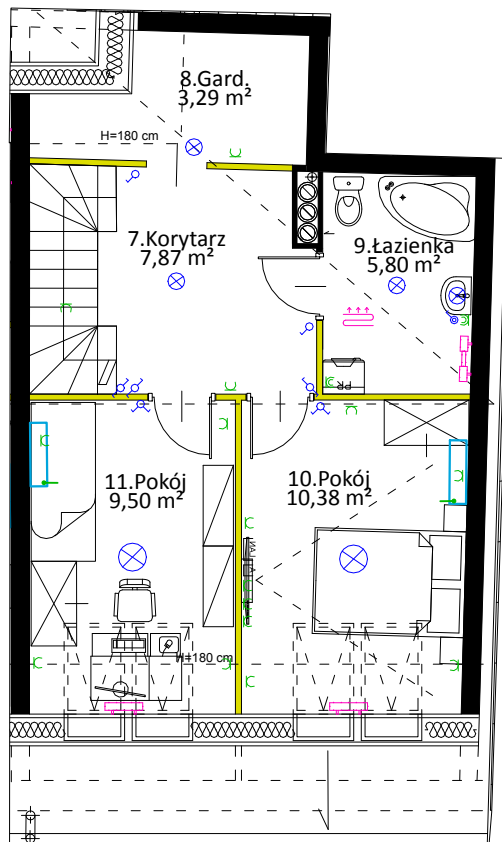 8.Gard.
3,29 m²
H=180 cm
7.Korytarz
7,87 m²
9.Łazienka
5,80 m²
PR
11.Pokój
9,50 m²
10.Pokój
10,38 m²
H=180 cm